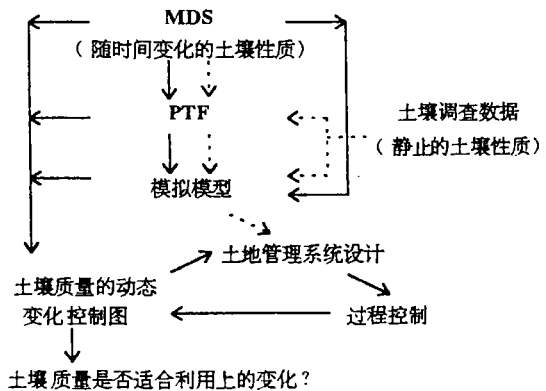 MDS
（随时间变化的土壤性质）
PTF
土壤调查数据
（静止的土壤性质）
模拟模型
土地管理系统设计
土壤质量的动态
变化控制图
过程控制
土壤质量是否适合利用上的变化？